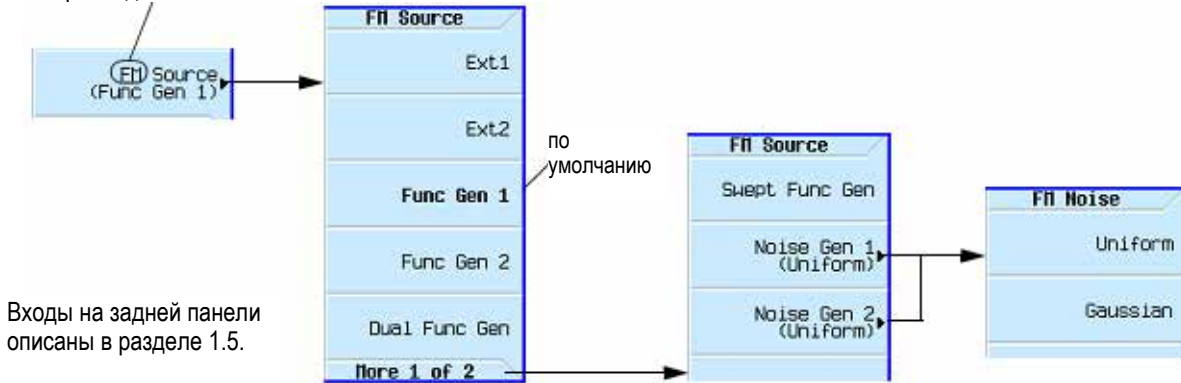 FM Source
(Func Gen 1)
FM Source
Ext1
Ext2
Func Gen 1
Func Gen 2
Dual Func Gen
More 1 of 2
по
умолчанию
FM Source
Swept Func Gen
Noise Gen 1
(Uniform)
Noise Gen 2
(Uniform)
FM Noise
Uniform
Gaussian
Входы на задней панели
описаны в разделе 1.5.